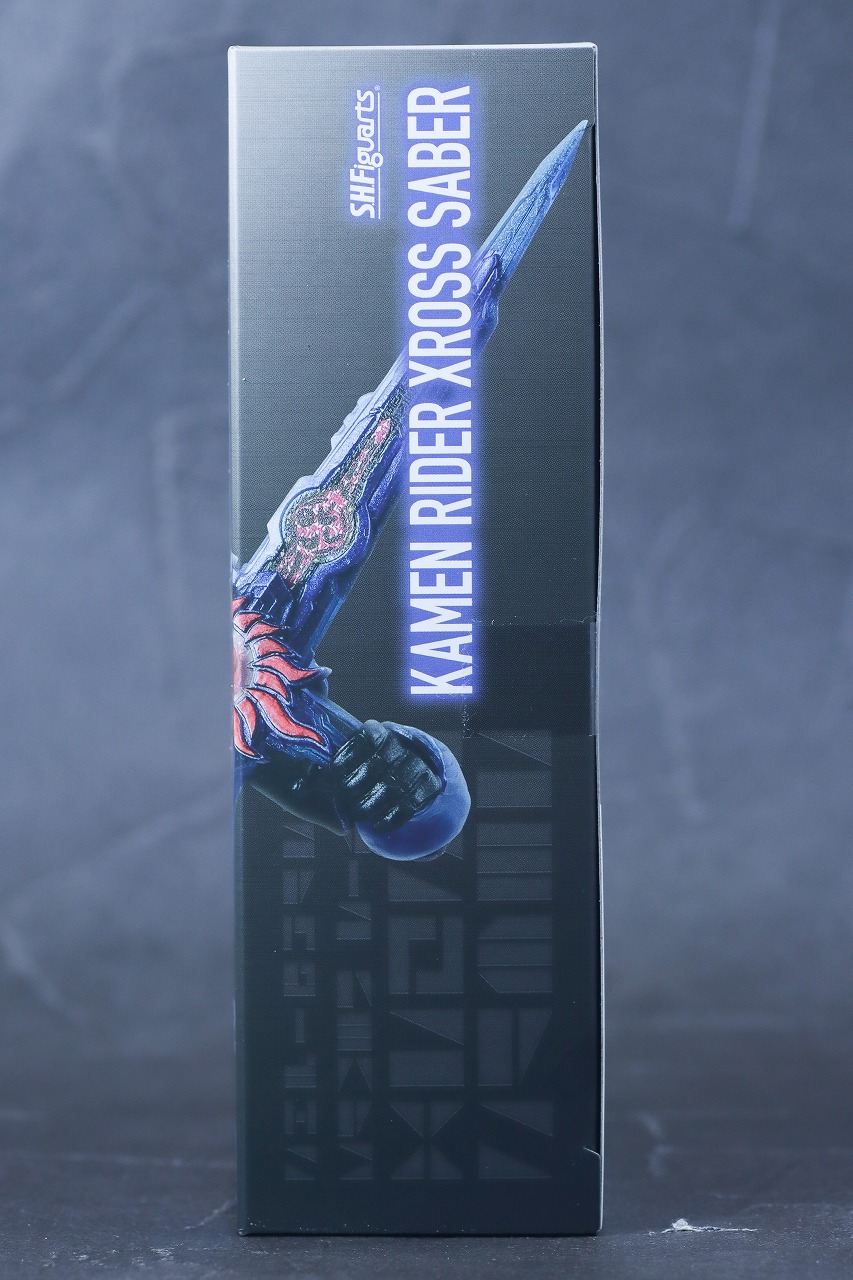 S.H.Figuarts®
KAMEN RIDER XROSS SABER